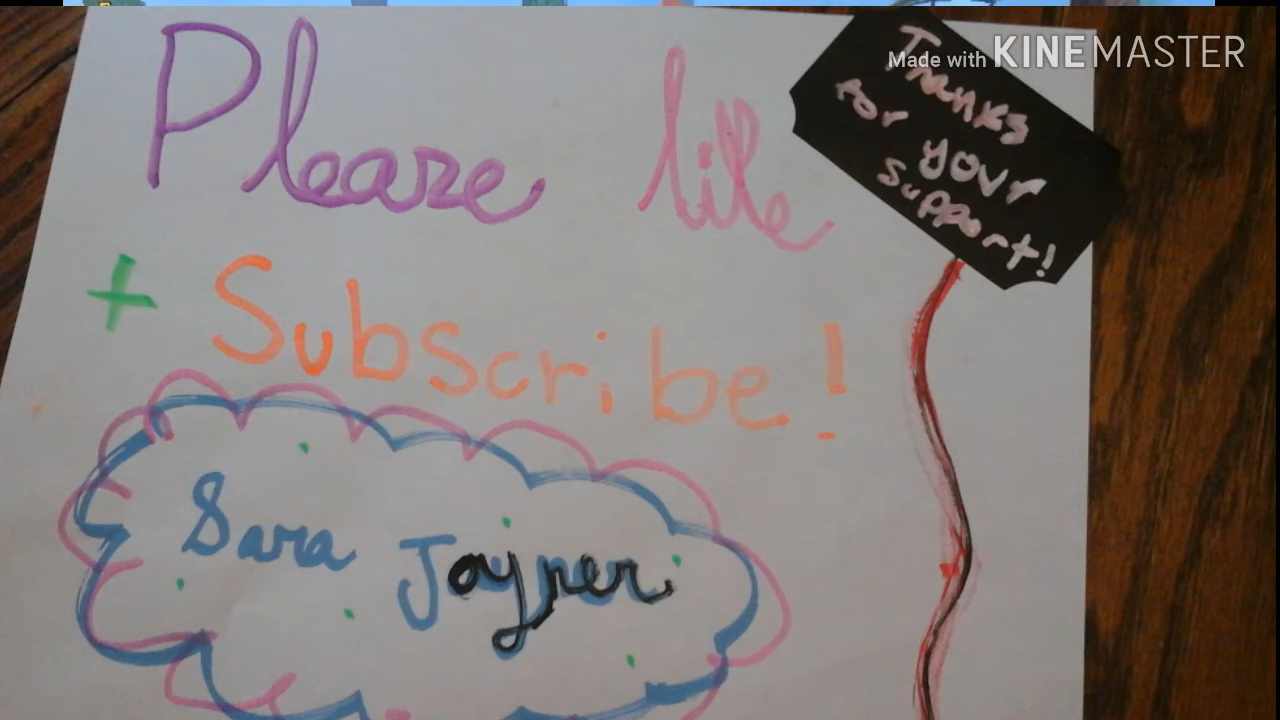 Please like
+ Subscribe!
Sara Joyner
Thanks
for your
support!
Made with KINEMASTER